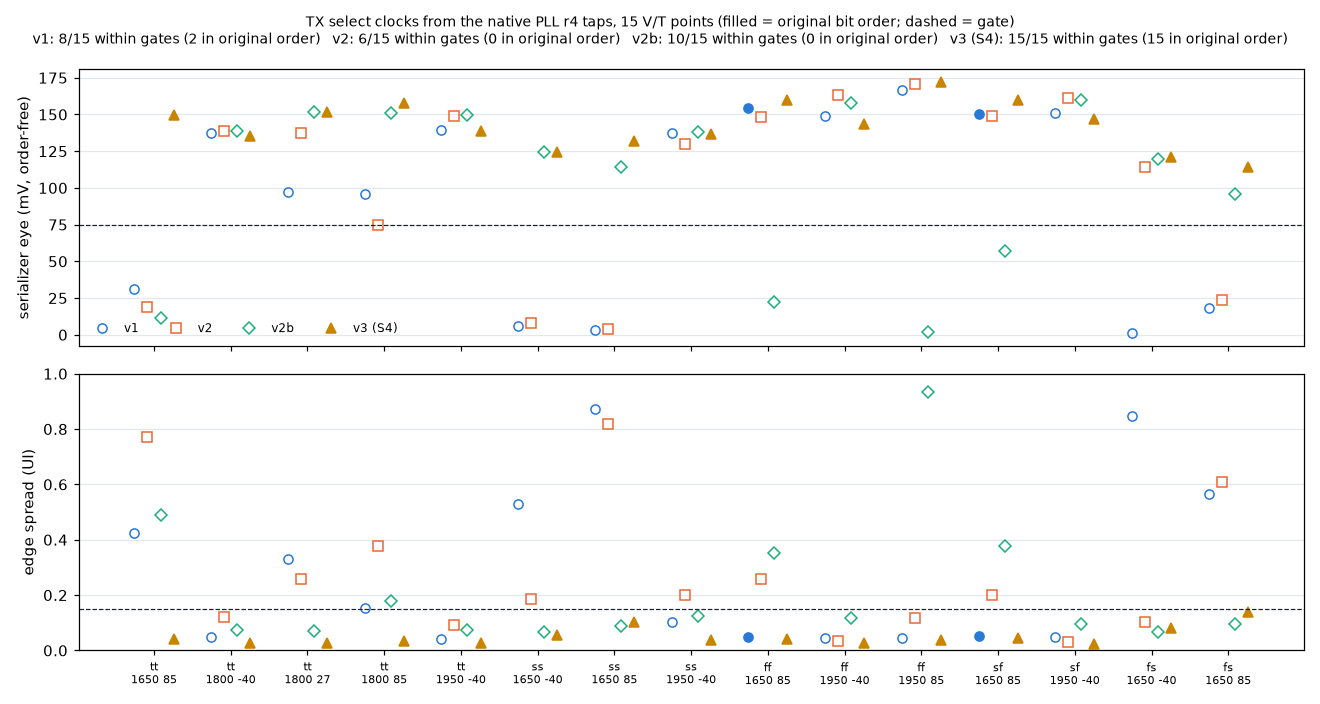 TX select clocks from the native PLL r4 taps, 15 V/T points (filled = original bit order; dashed = gate)
v1: 8/15 within gates (2 in original order)   v2: 6/15 within gates (0 in original order)   v2b: 10/15 within gates (0 in original order)   v3 (S4): 15/15 within gates (15 in original order)
serializer eye (mV, order-free)
175
150
125
100
75
50
25
0
v1 v2 v2b v3 (S4)
edge spread (UI)
1.0
0.8
0.6
0.4
0.2
0.0
tt tt tt tt tt ss ss ss ff ff ff sf sf fs fs
1650 85 1800 -40 1800 27 1800 85 1950 -40 1650 -40 1650 85 1950 -40 1650 85 1950 -40 1950 85 1650 85 1950 -40 1650 -40 1650 85